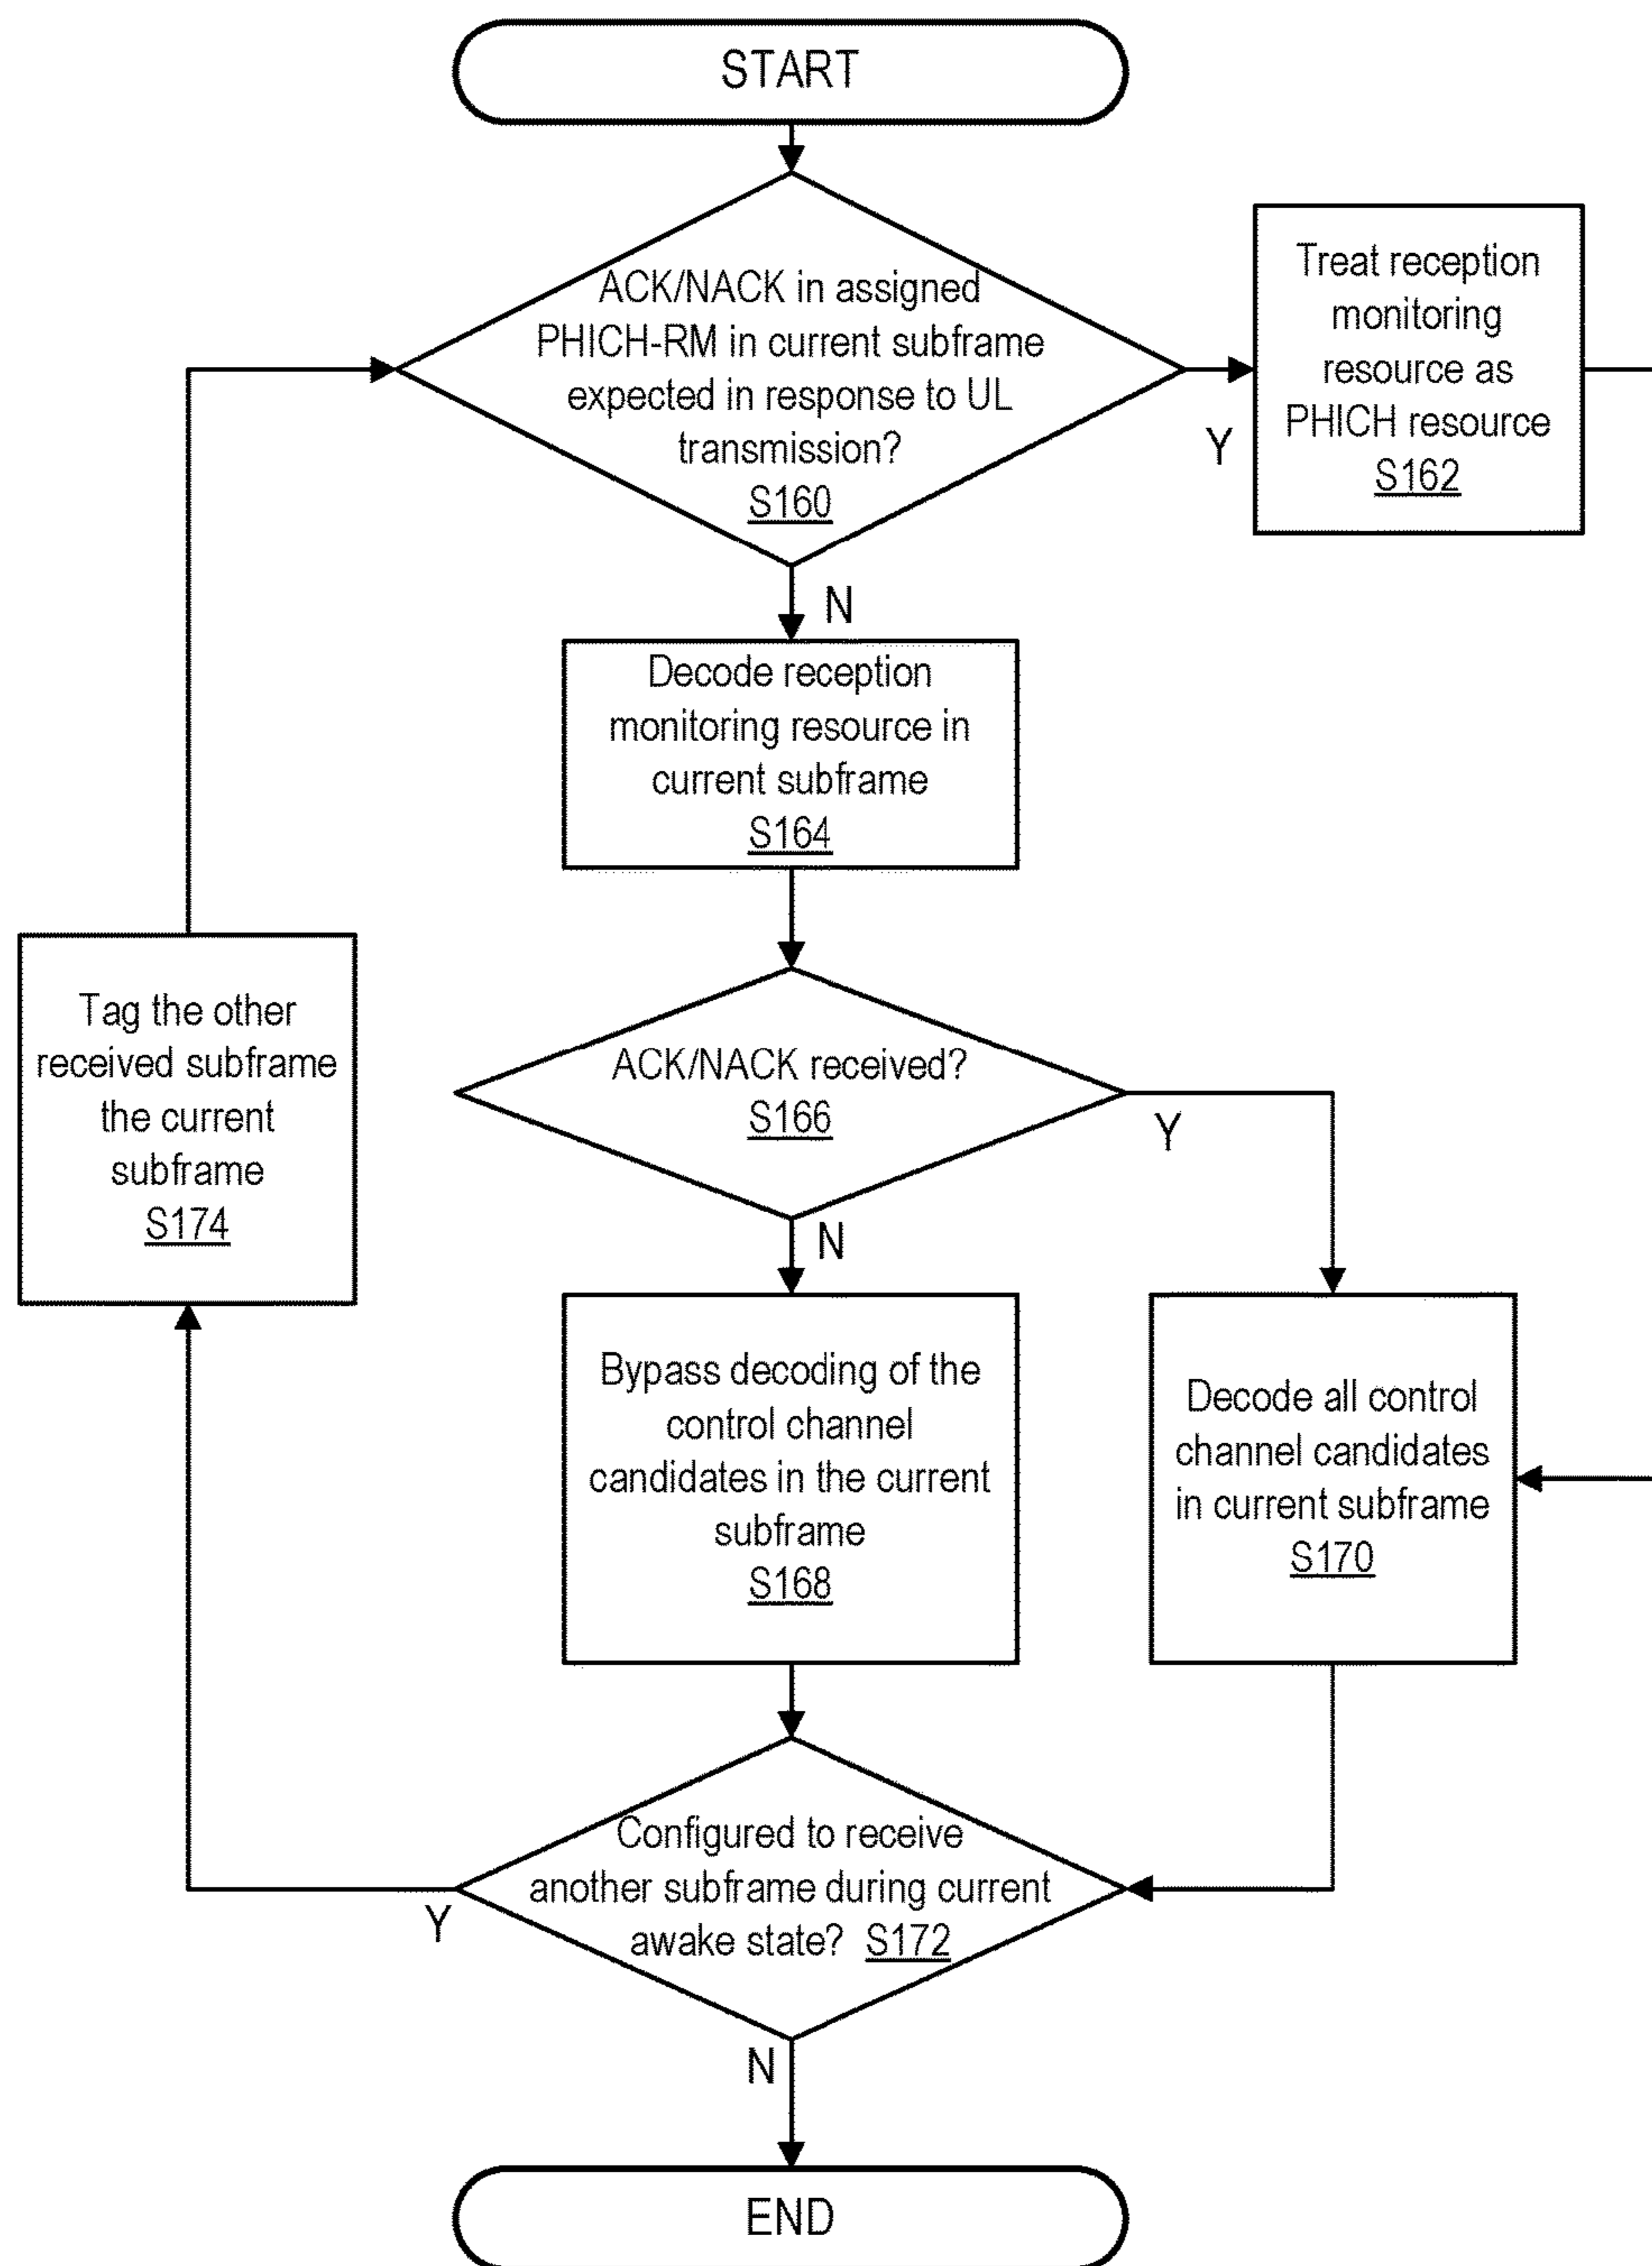 START
ACK/NACK in assigned
PHICH-RM in current subframe
expected in response to UL
transmission?
S160
Y
Treat reception
monitoring
resource as
PHICH resource
S162
N
Decode reception
monitoring resource in
current subframe
S164
Tag the other
received subframe
the current
subframe
S174
ACK/NACK received?
S166
Y
N
Bypass decoding of the
control channel
candidates in the current
subframe
S168
Decode all control
channel candidates
in current subframe
S170
Configured to receive
another subframe during current
awake state? S172
Y
N
END